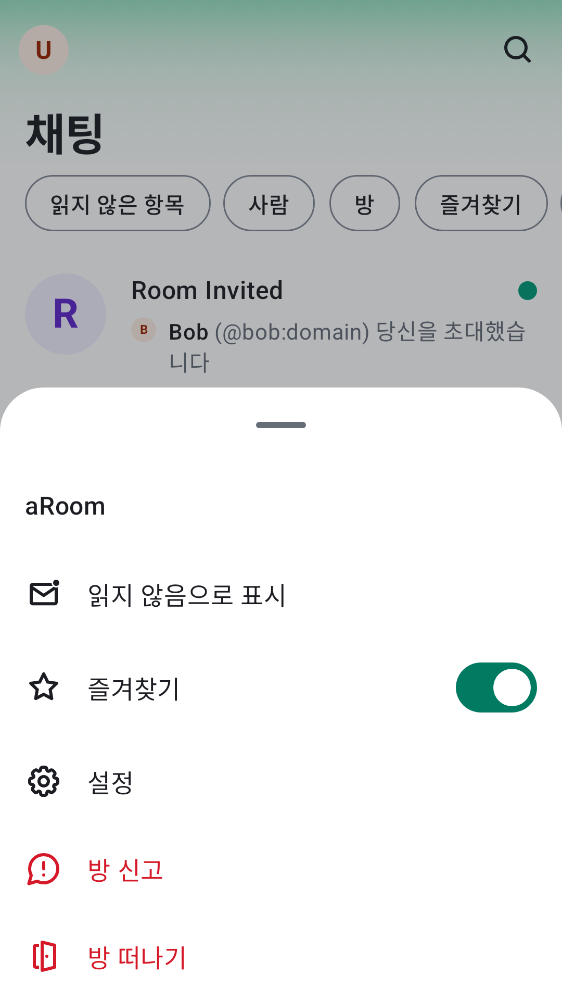 U
채팅
읽지 않은 항목 사람 방 즐겨찾기
R
Room Invited
B Bob (@bob:domain) 당신을 초대했습
니다
aRoom
읽지 않음으로 표시
즐겨찾기
설정
방 신고
방 떠나기